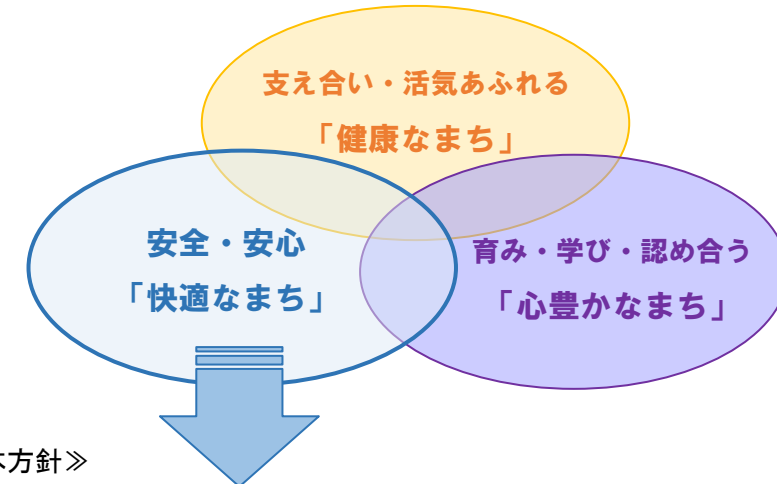 支え合い・活気あふれる
「健康なまち」
安全・安心
「快適なまち」
育み・学び・認め合う
「心豊かなまち」
方針≫